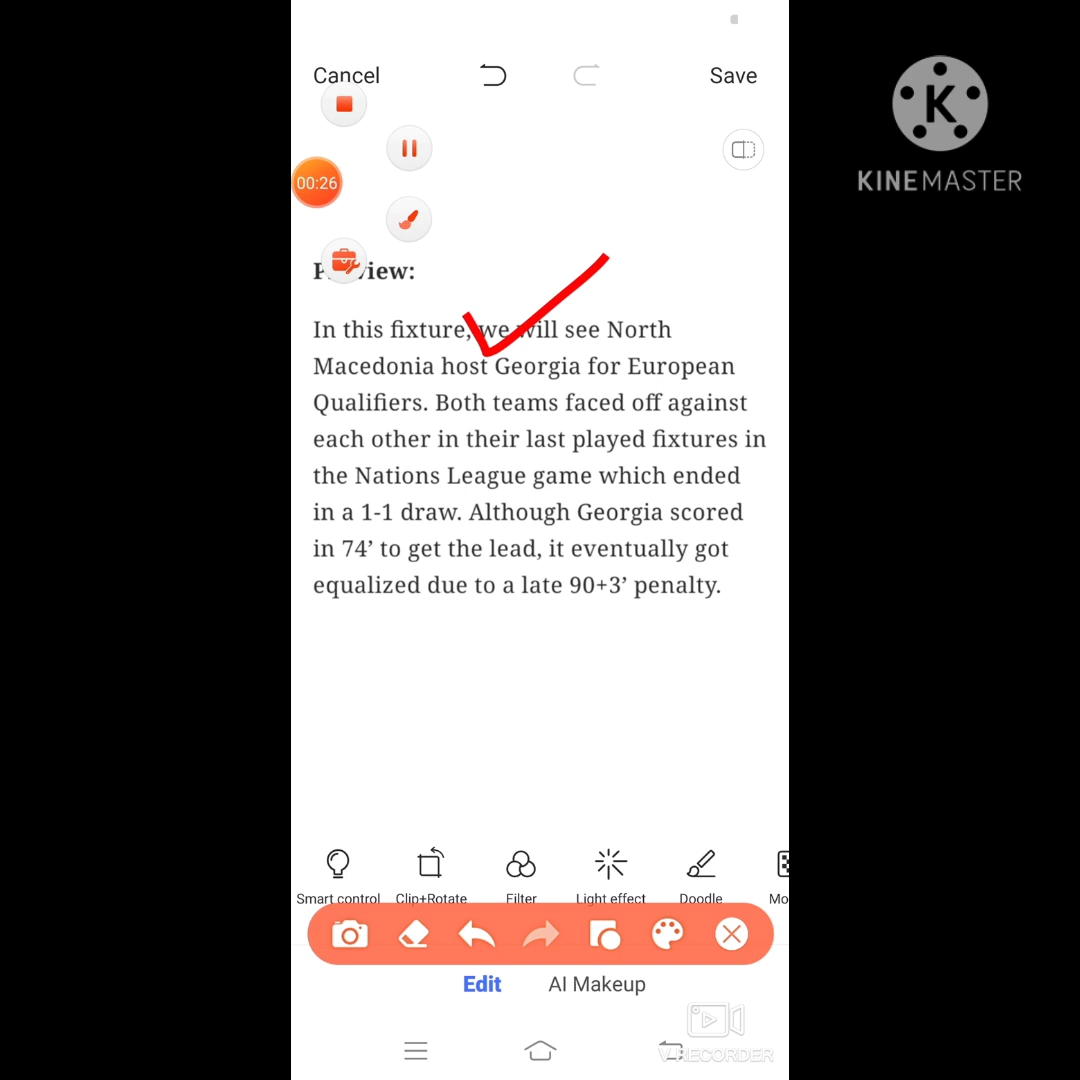 Cancel
Save
00:26
KINEMASTER
Preview:
In this fixture, we will see North
Macedonia host Georgia for European
Qualifiers. Both teams faced off against
each other in their last played fixtures in
the Nations League game which ended
in a 1-1 draw. Although Georgia scored
in 74’ to get the lead, it eventually got
equalized due to a late 90+3’ penalty.
Smart control Clip+Rotate Filter Light effect Doodle Mo
Edit AI Makeup
V RECORDER